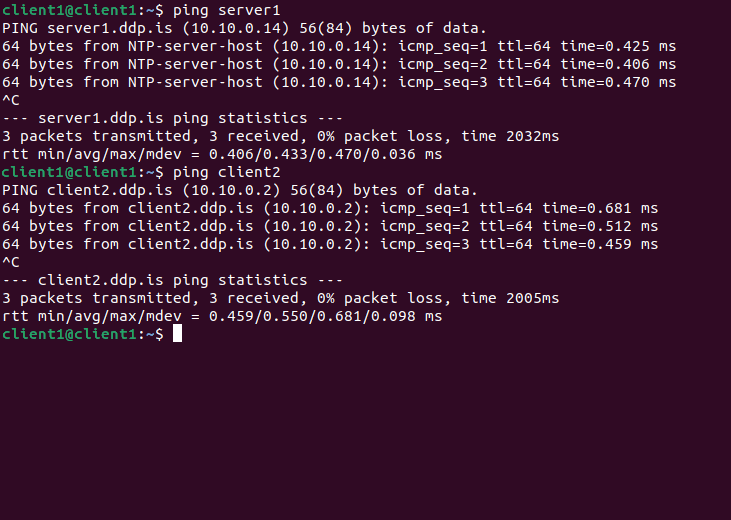 client1@client1:~$ ping server1
PING server1.ddp.is (10.10.0.14) 56(84) bytes of data.
64 bytes from NTP-server-host (10.10.0.14): icmp_seq=1 ttl=64 time=0.425 ms
64 bytes from NTP-server-host (10.10.0.14): icmp_seq=2 ttl=64 time=0.406 ms
64 bytes from NTP-server-host (10.10.0.14): icmp_seq=3 ttl=64 time=0.470 ms
^C
--- server1.ddp.is ping statistics ---
3 packets transmitted, 3 received, 0% packet loss, time 2032ms
rtt min/avg/max/mdev = 0.406/0.433/0.470/0.036 ms
client1@client1:~$ ping client2
PING client2.ddp.is (10.10.0.2) 56(84) bytes of data.
64 bytes from client2.ddp.is (10.10.0.2): icmp_seq=1 ttl=64 time=0.681 ms
64 bytes from client2.ddp.is (10.10.0.2): icmp_seq=2 ttl=64 time=0.512 ms
64 bytes from client2.ddp.is (10.10.0.2): icmp_seq=3 ttl=64 time=0.459 ms
^C
--- client2.ddp.is ping statistics ---
3 packets transmitted, 3 received, 0% packet loss, time 2005ms
rtt min/avg/max/mdev = 0.459/0.550/0.681/0.098 ms
client1@client1:~$